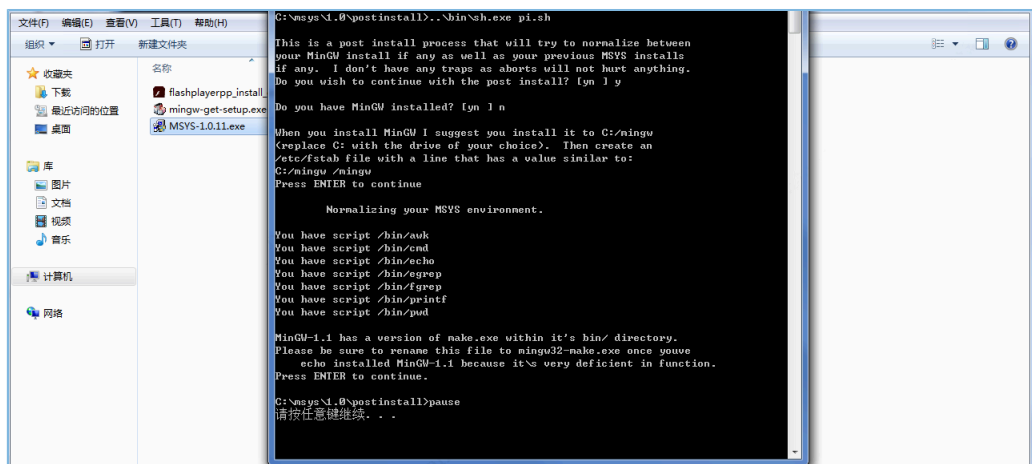 文件(F) 编辑(E) 查看(V) 工具(T) 帮助(H)
组织 打开 新建文件夹
收藏夹
下载
最近访问的位置
桌面
库
图片
文档
视频
音乐
计算机
网络
名称
flashplayerpp_install_
mingw-get-setup.exe
MSYS-1.0.11.exe
C:\msys\1.0\postinstall>..\bin\sh.exe pi.sh
This is a post install process that will try to normalize between
your MinGW install if any as well as your previous MSYS installs
if any. I don't have any traps as aborts will not hurt anything.
Do you wish to continue with the post install? [yn ] y
Do you have MinGW installed? [yn ] n
When you install MinGW I suggest you install it to C:/mingw
(replace C: with the drive of your choice). Then create an
/etc/fstab file with a line that has a value similar to:
C:/mingw /mingw
Press ENTER to continue
Normalizing your MSYS environment.
You have script /bin/awk
You have script /bin/cmd
You have script /bin/echo
You have script /bin/egrep
You have script /bin/fgrep
You have script /bin/printf
You have script /bin/pwd
MinGW-1.1 has a version of make.exe within it's bin/ directory.
Please be sure to rename this file to mingw32-make.exe once youve
echo installed MinGW-1.1 because it\s very deficient in function.
Press ENTER to continue.
C:\msys\1.0\postinstall>pause
请按任意键继续. . .